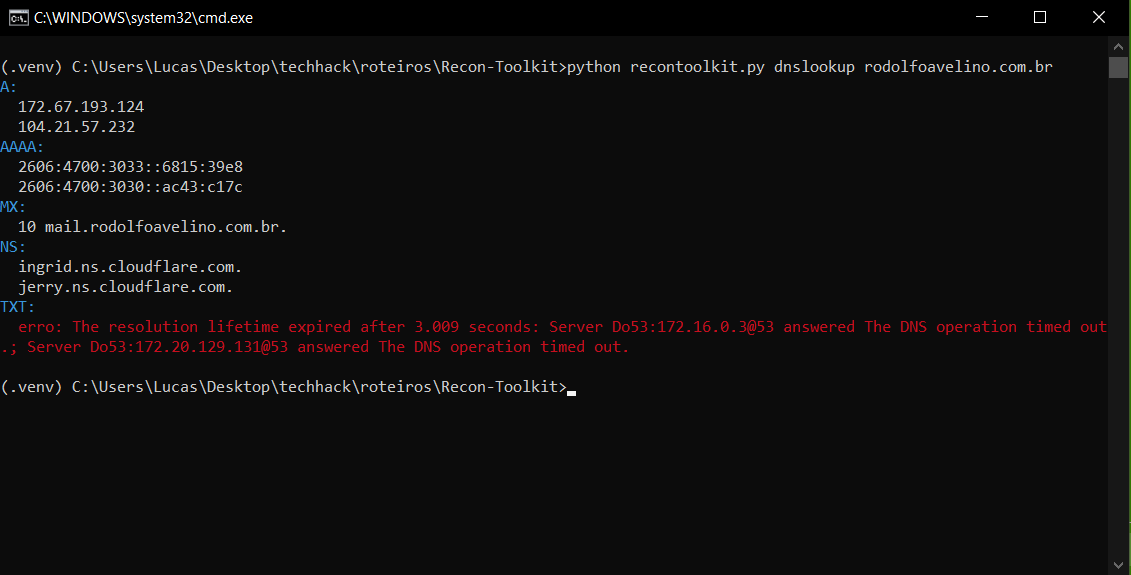 C:\WINDOWS\system32\cmd.exe
(.venv) C:\Users\Lucas\Desktop\techhack\roteiros\Recon-Toolkit>python recontoolkit.py dnslookup rodolfoavelino.com.br
A:
172.67.193.124
104.21.57.232
AAAA:
2606:4700:3033::6815:39e8
2606:4700:3030::ac43:c17c
MX:
10 mail.rodolfoavelino.com.br.
NS:
ingrid.ns.cloudflare.com.
jerry.ns.cloudflare.com.
TXT:
erro: The resolution lifetime expired after 3.009 seconds: Server Do53:172.16.0.3@53 answered The DNS operation timed out
.; Server Do53:172.20.129.131@53 answered The DNS operation timed out.
(.venv) C:\Users\Lucas\Desktop\techhack\roteiros\Recon-Toolkit>